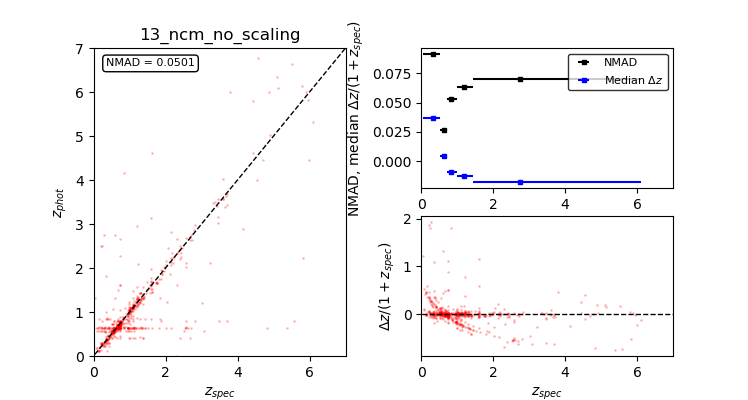 13_ncm_no_scaling
NMAD = 0.0501
7
6
5
4
3
2
1
0
z_phot
0 2 4 6
z_spec
NMAD, median Δz/(1 + z_spec)
0.075
0.050
0.025
0.000
NMAD
Median Δz
0 2 4 6
Δz/(1 + z_spec)
2
1
0
0 2 4 6
z_spec